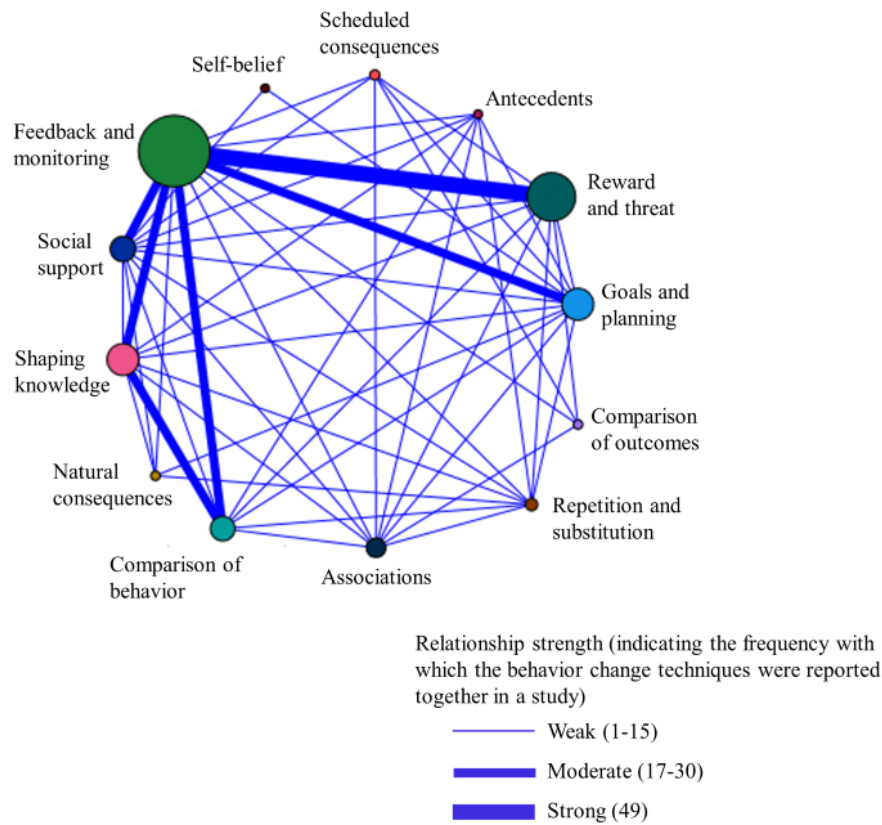 Scheduled
consequences
Self-belief
Antecedents
Feedback and
monitoring
Reward
and threat
Social
support
Goals and
planning
Shaping
knowledge
Comparison
of outcomes
Natural
consequences
Repetition and
substitution
Comparison of
behavior
Associations
Relationship strength (indicating the frequency with
which the behavior change techniques were reported
together in a study)
Weak (1-15)
Moderate (17-30)
Strong (49)